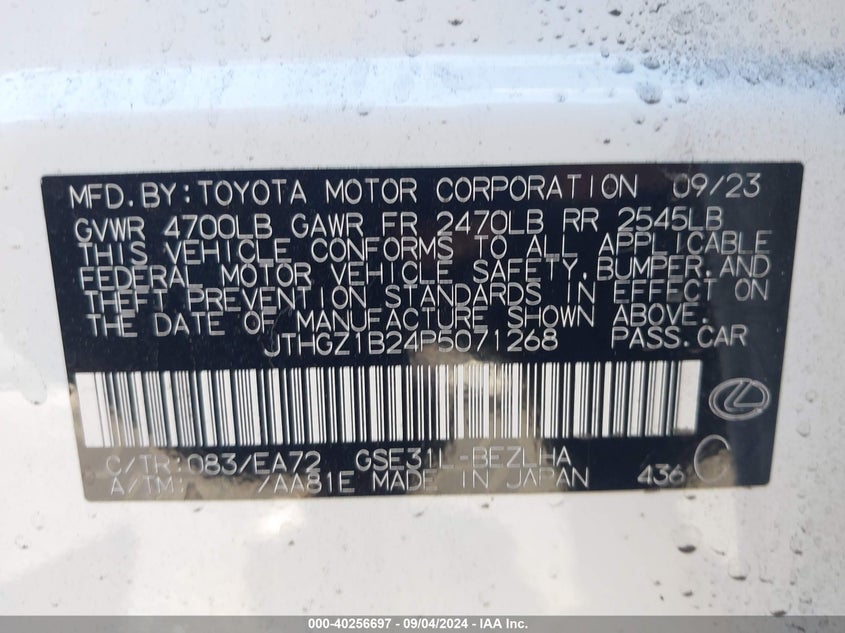 MFD.BY:TOYOTA MOTOR CORPORATION 09/23
GVWR 4700LB GAWR FR 2470LB RR 2545LB
THIS VEHICLE CONFORMS TO ALL APPLICABLE
FEDERAL MOTOR VEHICLE SAFETY,BUMPER,AND
THEFT PREVENTION STANDARDS IN EFFECT ON
THE DATE OF MANUFACTURE SHOWN ABOVE.
JTHGZ1B24P5071268 PASS.CAR
C/TR:083/EA72 GSE31L-BEZLHA
A/TM: /AA81E MADE IN JAPAN 436
000-40256697 - 09/04/2024 - IAA Inc.